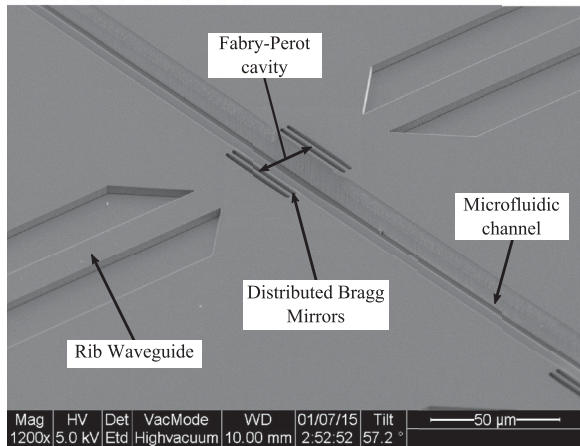 Fabry-Perot
cavity
Microfluidic
channel
Distributed Bragg
Mirrors
Rib Waveguide
Mag HV Det VacMode WD 01/07/15 Tilt 50 µm
1200x 5.0 kV Etd Highvacuum 10.00 mm 2:52:52 57.2 °